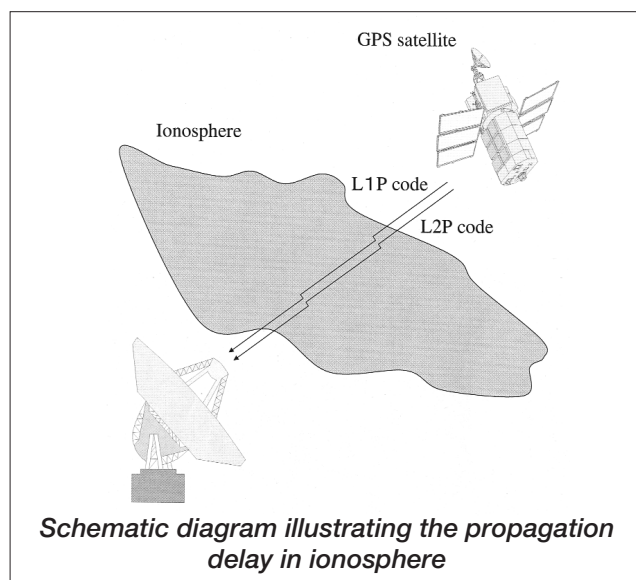 GPS satellite
Ionosphere
L1P code
L2P code
Schematic diagram illustrating the propagation
delay in ionosphere